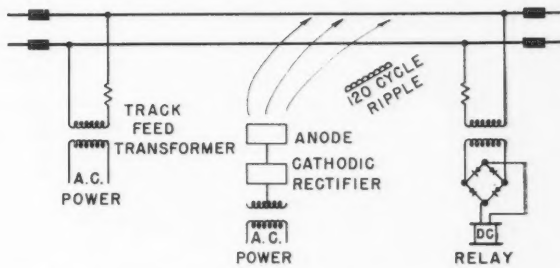 120 CYCLE
RIPPLE
TRACK
FEED
TRANSFORMER
A.C.
POWER
ANODE
CATHODIC
RECTIFIER
A.C.
POWER
DC
RELAY